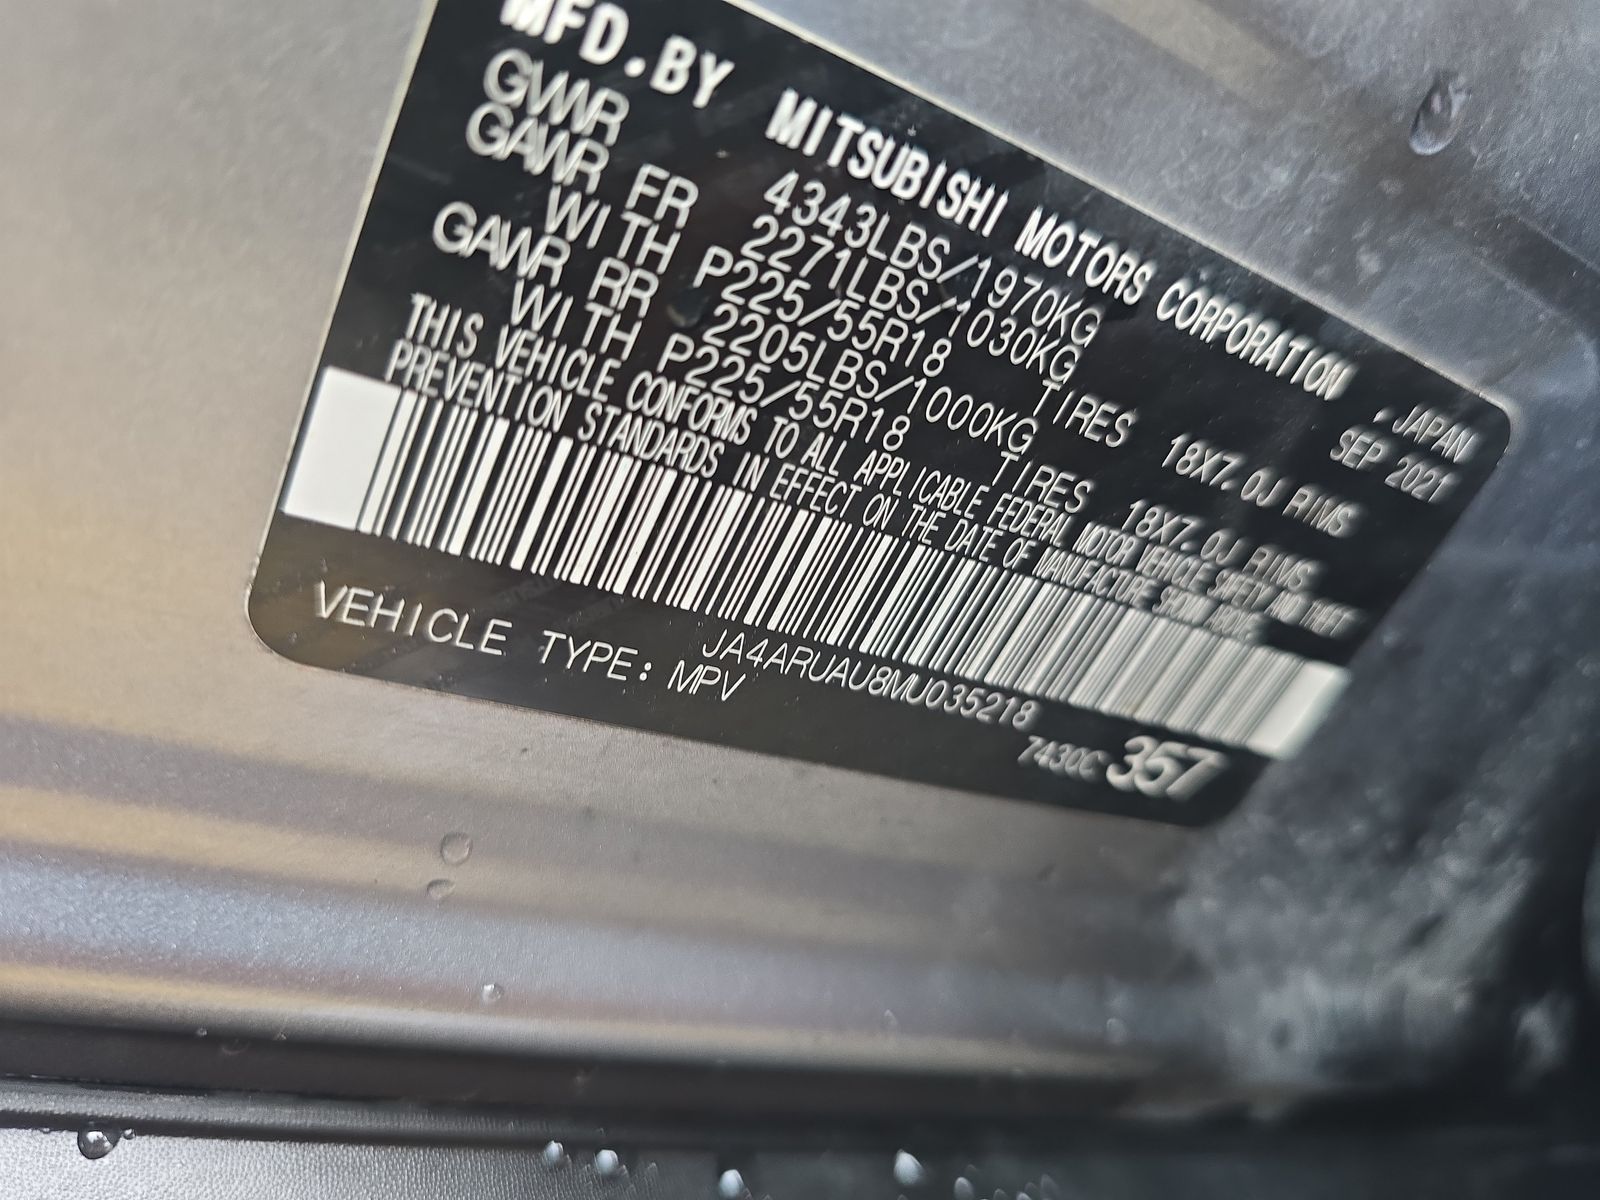 MFD.BY MITSUBISHI MOTORS CORPORATION , JAPAN
GVWR 4343LBS/1970KG SEP 2021
GAWR FR 2271LBS/1030KG
WITH P225/55R18 TIRES 18X7.0J RIMS
GAWR RR 2205LBS/1000KG
WITH P225/55R18 TIRES 18X7.0J RIMS
THIS VEHICLE CONFORMS TO ALL APPLICABLE FEDERAL MOTOR VEHICLE SAFETY AND THEFT
PREVENTION STANDARDS IN EFFECT ON THE DATE OF MANUFACTURE SHOWN ABOVE.
JA4ARUAU8MU035218
VEHICLE TYPE: MPV
7430C 357